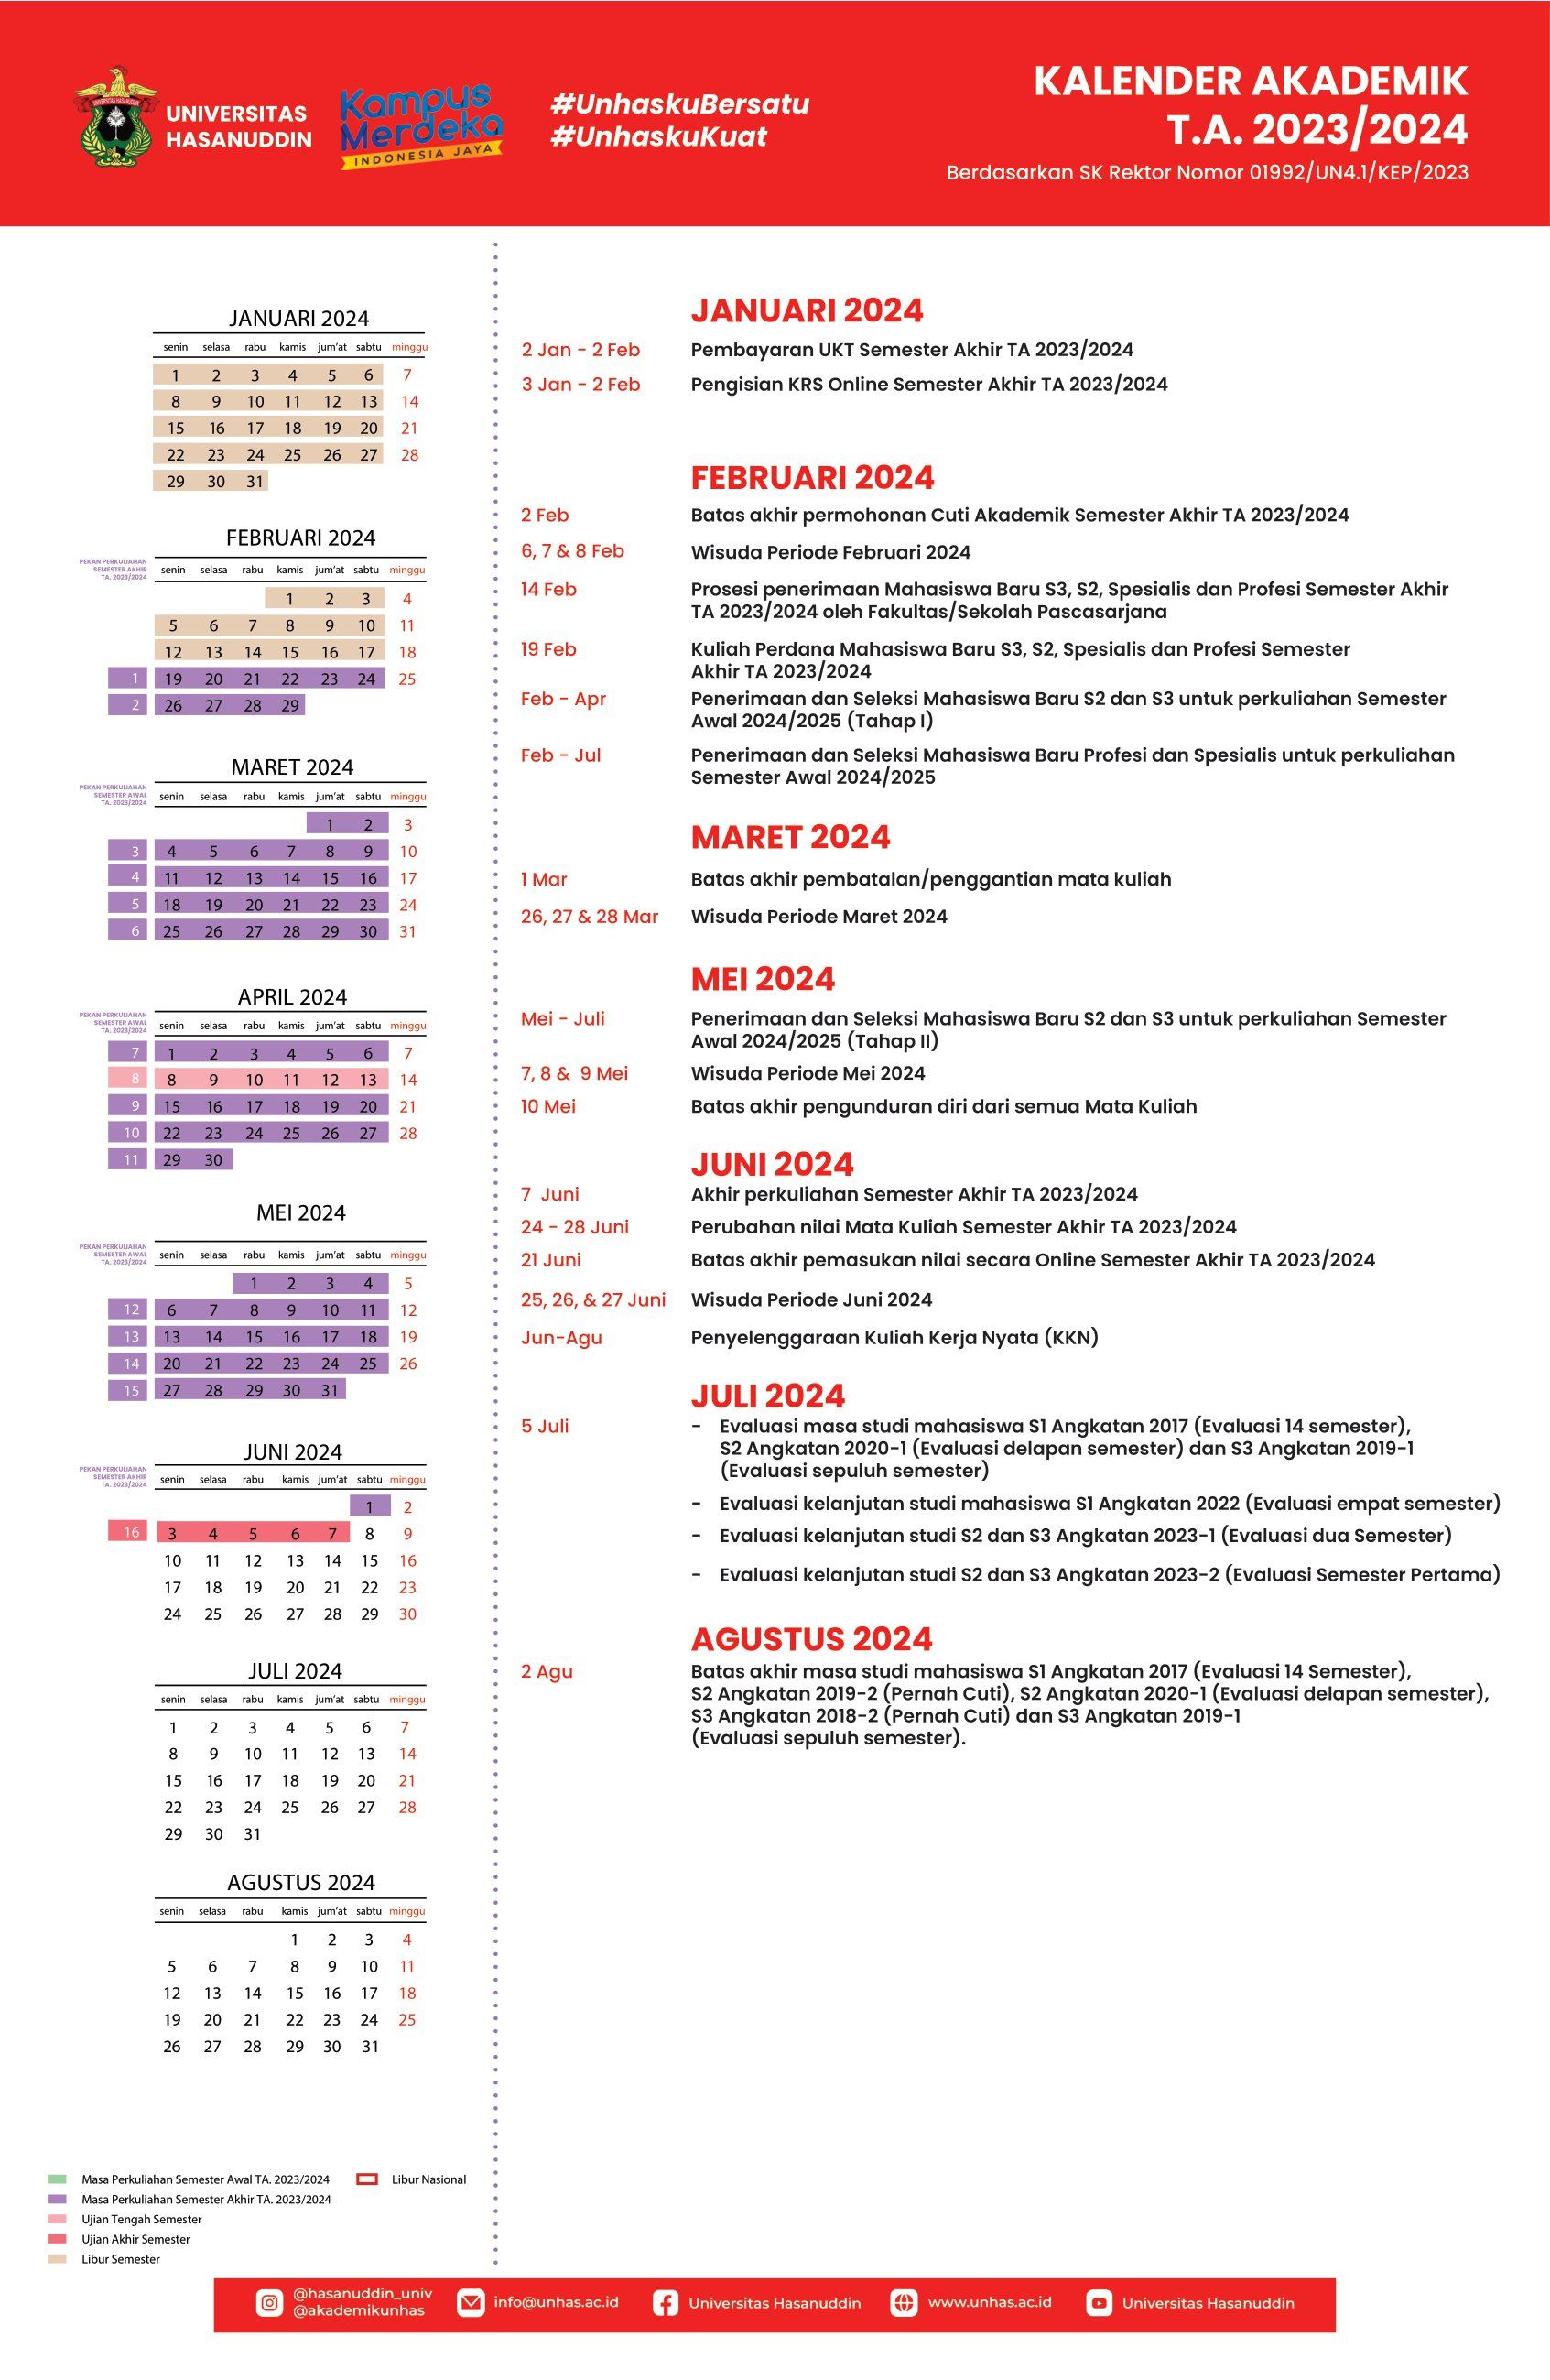 UNIVERSITAS
HASANUDDIN
Kampus
Merdeka
INDONESIA JAYA
#UnhaskuBersatu
#UnhaskuKuat
KALENDER AKADEMIK
T.A. 2023/2024
Berdasarkan SK Rektor Nomor 01992/UN4.1/KEP/2023
JANUARI 2024
senin selasa rabu kamis jum'at sabtu minggu
1 2 3 4 5 6 7
8 9 10 11 12 13 14
15 16 17 18 19 20 21
22 23 24 25 26 27 28
29 30 31
FEBRUARI 2024
PEKAN PERKULIAHAN
SEMESTER AKHIR
TA. 2023/2024
senin selasa rabu kamis jum'at sabtu minggu
1 2 3 4
5 6 7 8 9 10 11
12 13 14 15 16 17 18
1 19 20 21 22 23 24 25
2 26 27 28 29
MARET 2024
PEKAN PERKULIAHAN
SEMESTER AWAL
TA. 2023/2024
senin selasa rabu kamis jum'at sabtu minggu
1 2 3
3 4 5 6 7 8 9 10
4 11 12 13 14 15 16 17
5 18 19 20 21 22 23 24
6 25 26 27 28 29 30 31
APRIL 2024
PEKAN PERKULIAHAN
SEMESTER AWAL
TA. 2023/2024
senin selasa rabu kamis jum'at sabtu minggu
7 1 2 3 4 5 6 7
8 8 9 10 11 12 13 14
9 15 16 17 18 19 20 21
10 22 23 24 25 26 27 28
11 29 30
MEI 2024
PEKAN PERKULIAHAN
SEMESTER AWAL
TA. 2023/2024
senin selasa rabu kamis jum'at sabtu minggu
1 2 3 4 5
12 6 7 8 9 10 11 12
13 13 14 15 16 17 18 19
14 20 21 22 23 24 25 26
15 27 28 29 30 31
JUNI 2024
PEKAN PERKULIAHAN
SEMESTER AKHIR
TA. 2023/2024
senin selasa rabu kamis jum'at sabtu minggu
1 2
16 3 4 5 6 7 8 9
10 11 12 13 14 15 16
17 18 19 20 21 22 23
24 25 26 27 28 29 30
JULI 2024
senin selasa rabu kamis jum'at sabtu minggu
1 2 3 4 5 6 7
8 9 10 11 12 13 14
15 16 17 18 19 20 21
22 23 24 25 26 27 28
29 30 31
AGUSTUS 2024
senin selasa rabu kamis jum'at sabtu minggu
1 2 3 4
5 6 7 8 9 10 11
12 13 14 15 16 17 18
19 20 21 22 23 24 25
26 27 28 29 30 31
Masa Perkuliahan Semester Awal TA. 2023/2024
Libur Nasional
Masa Perkuliahan Semester Akhir TA. 2023/2024
Ujian Tengah Semester
Ujian Akhir Semester
Libur Semester
JANUARI 2024
2 Jan - 2 Feb Pembayaran UKT Semester Akhir TA 2023/2024
3 Jan - 2 Feb Pengisian KRS Online Semester Akhir TA 2023/2024
FEBRUARI 2024
2 Feb Batas akhir permohonan Cuti Akademik Semester Akhir TA 2023/2024
6, 7 & 8 Feb Wisuda Periode Februari 2024
14 Feb Prosesi penerimaan Mahasiswa Baru S3, S2, Spesialis dan Profesi Semester Akhir
TA 2023/2024 oleh Fakultas/Sekolah Pascasarjana
19 Feb Kuliah Perdana Mahasiswa Baru S3, S2, Spesialis dan Profesi Semester
Akhir TA 2023/2024
Feb - Apr Penerimaan dan Seleksi Mahasiswa Baru S2 dan S3 untuk perkuliahan Semester
Awal 2024/2025 (Tahap I)
Feb - Jul Penerimaan dan Seleksi Mahasiswa Baru Profesi dan Spesialis untuk perkuliahan
Semester Awal 2024/2025
MARET 2024
1 Mar Batas akhir pembatalan/penggantian mata kuliah
26, 27 & 28 Mar Wisuda Periode Maret 2024
MEI 2024
Mei - Juli Penerimaan dan Seleksi Mahasiswa Baru S2 dan S3 untuk perkuliahan Semester
Awal 2024/2025 (Tahap II)
7, 8 & 9 Mei Wisuda Periode Mei 2024
10 Mei Batas akhir pengunduran diri dari semua Mata Kuliah
JUNI 2024
7 Juni Akhir perkuliahan Semester Akhir TA 2023/2024
24 - 28 Juni Perubahan nilai Mata Kuliah Semester Akhir TA 2023/2024
21 Juni Batas akhir pemasukan nilai secara Online Semester Akhir TA 2023/2024
25, 26, & 27 Juni Wisuda Periode Juni 2024
Jun-Agu Penyelenggaraan Kuliah Kerja Nyata (KKN)
JULI 2024
5 Juli - Evaluasi masa studi mahasiswa S1 Angkatan 2017 (Evaluasi 14 semester),
S2 Angkatan 2020-1 (Evaluasi delapan semester) dan S3 Angkatan 2019-1
(Evaluasi sepuluh semester)
- Evaluasi kelanjutan studi mahasiswa S1 Angkatan 2022 (Evaluasi empat semester)
- Evaluasi kelanjutan studi S2 dan S3 Angkatan 2023-1 (Evaluasi dua Semester)
- Evaluasi kelanjutan studi S2 dan S3 Angkatan 2023-2 (Evaluasi Semester Pertama)
AGUSTUS 2024
2 Agu Batas akhir masa studi mahasiswa S1 Angkatan 2017 (Evaluasi 14 Semester),
S2 Angkatan 2019-2 (Pernah Cuti), S2 Angkatan 2020-1 (Evaluasi delapan semester),
S3 Angkatan 2018-2 (Pernah Cuti) dan S3 Angkatan 2019-1
(Evaluasi sepuluh semester).
@hasanuddin_univ
@akademikunhas
info@unhas.ac.id
Universitas Hasanuddin
www.unhas.ac.id
Universitas Hasanuddin